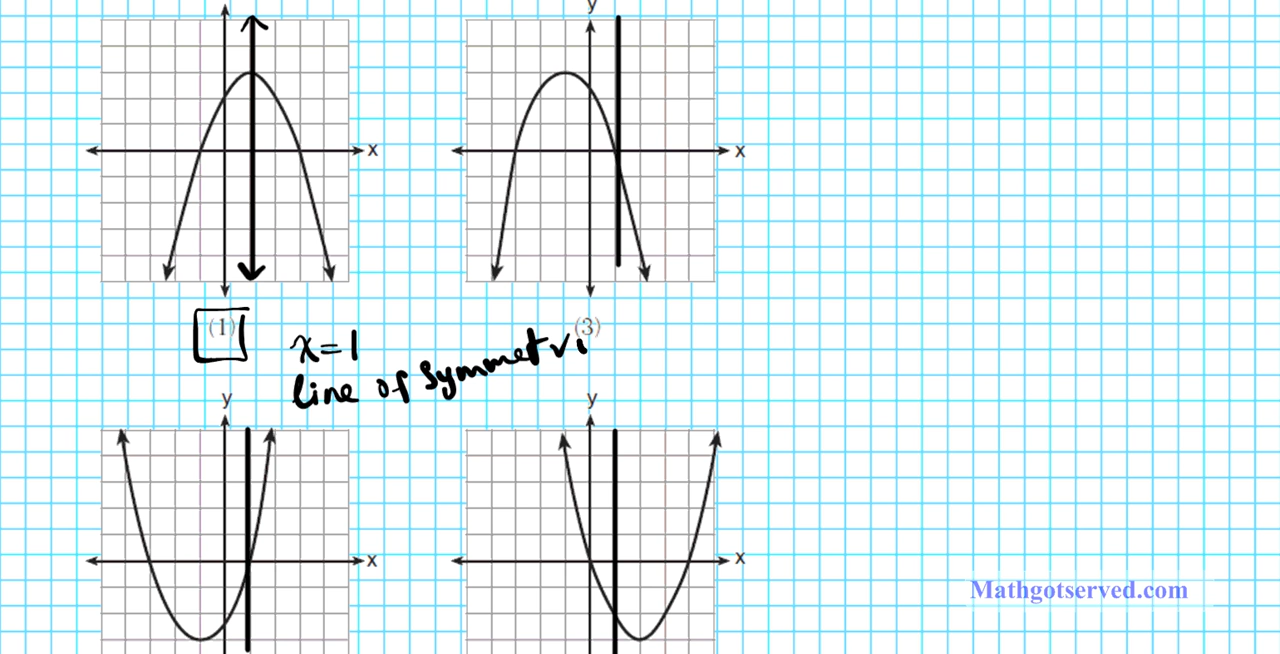 y
x
x
(1)
(3)
x=1
line of symmetri
y
y
x
x
Mathgotserved.com